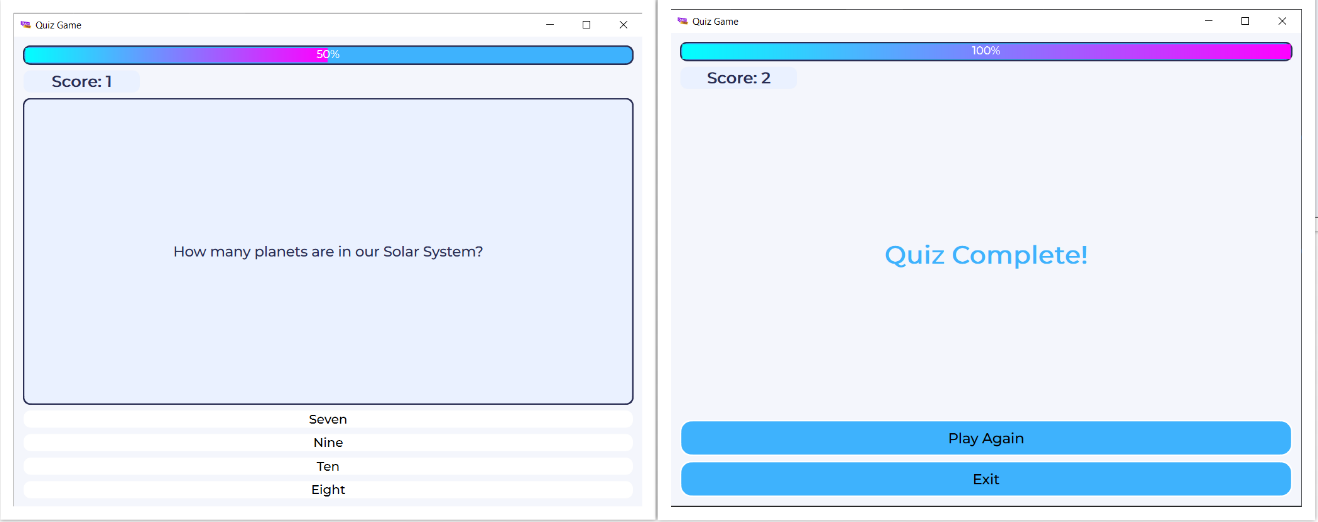 Quiz Game
50%
Score: 1
How many planets are in our Solar System?
Seven
Nine
Ten
Eight
Quiz Game
100%
Score: 2
Quiz Complete!
Play Again
Exit